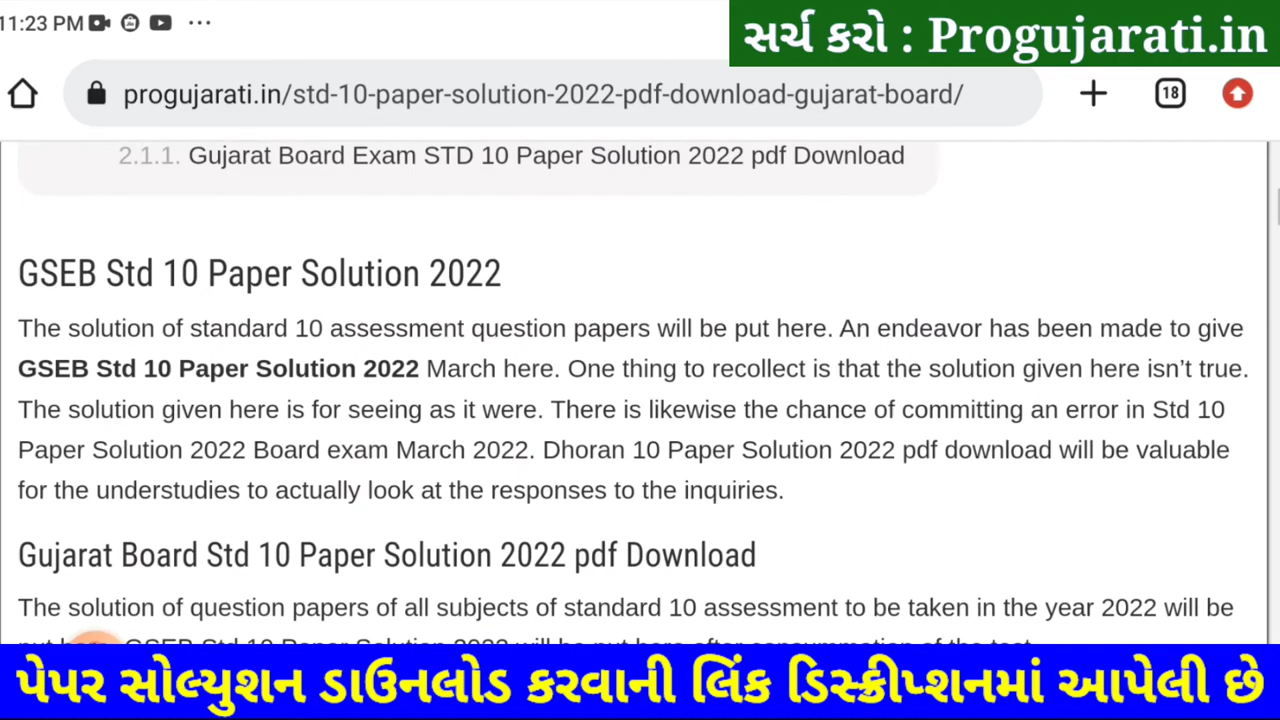 11:23 PM
સર્ચ કરો : Progujarati.in
progujarati.in/std-10-paper-solution-2022-pdf-download-gujarat-board/
18
2.1.1. Gujarat Board Exam STD 10 Paper Solution 2022 pdf Download
GSEB Std 10 Paper Solution 2022
The solution of standard 10 assessment question papers will be put here. An endeavor has been made to give
GSEB Std 10 Paper Solution 2022 March here. One thing to recollect is that the solution given here isn’t true.
The solution given here is for seeing as it were. There is likewise the chance of committing an error in Std 10
Paper Solution 2022 Board exam March 2022. Dhoran 10 Paper Solution 2022 pdf download will be valuable
for the understudies to actually look at the responses to the inquiries.
Gujarat Board Std 10 Paper Solution 2022 pdf Download
The solution of question papers of all subjects of standard 10 assessment to be taken in the year 2022 will be
પેપર સોલ્યુશન ડાઉનલોડ કરવાની લિંક ડિસ્ક્રીપ્શનમાં આપેલી છે